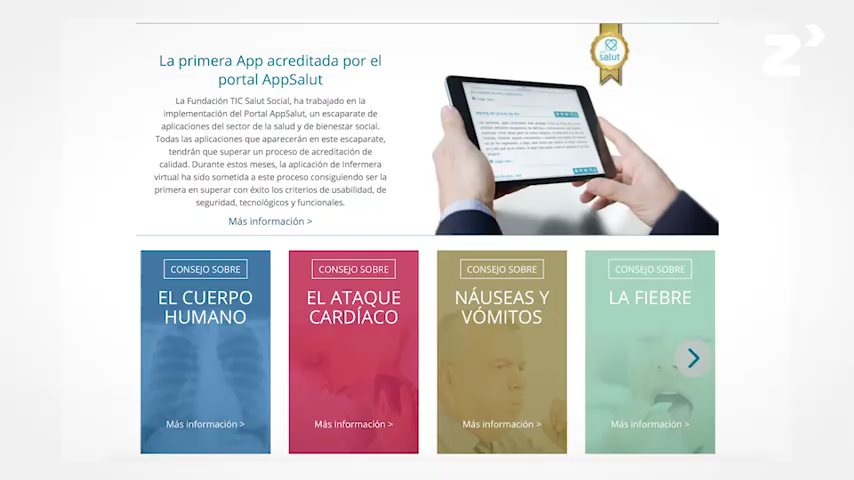 La primera App acreditada por el
portal AppSalut
La Fundación TIC Salut Social, ha trabajado en la
implementación del Portal AppSalut, un escaparate de
aplicaciones del sector de la salud y de bienestar social.
Todas las aplicaciones que aparecerán en este escaparate,
tendrán que superar un proceso de acreditación de
calidad. Durante estos meses, la aplicación de Infermera
virtual ha sido sometida a este proceso consiguiendo ser la
primera en superar con éxito los criterios de usabilidad, de
seguridad, tecnológicos y funcionales.
Más información >
salut
CONSEJO SOBRE
EL CUERPO
HUMANO
Más información >
CONSEJO SOBRE
EL ATAQUE
CARDÍACO
Más información >
CONSEJO SOBRE
NÁUSEAS Y
VÓMITOS
Más información >
CONSEJO SOBRE
LA FIEBRE
Más información >